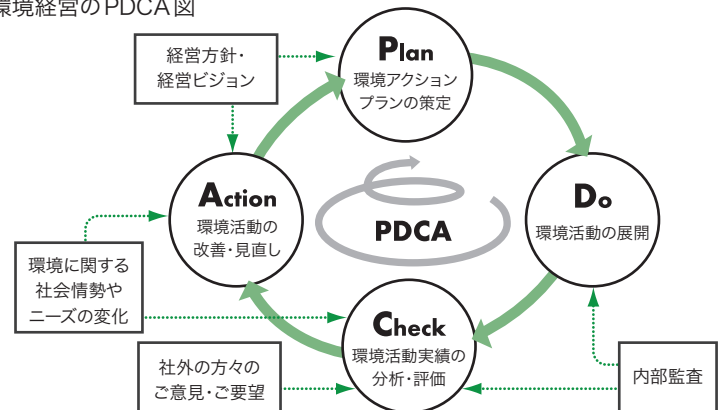 環境経営のPDCA図
経営方針・
経営ビジョン
Plan
環境アクション
プランの策定
Action
環境活動の
改善・見直し
PDCA
Do
環境活動の展開
環境に関する
社会情勢や
ニーズの変化
Check
環境活動実績の
分析・評価
社外の方々の
ご意見・ご要望
内部監査